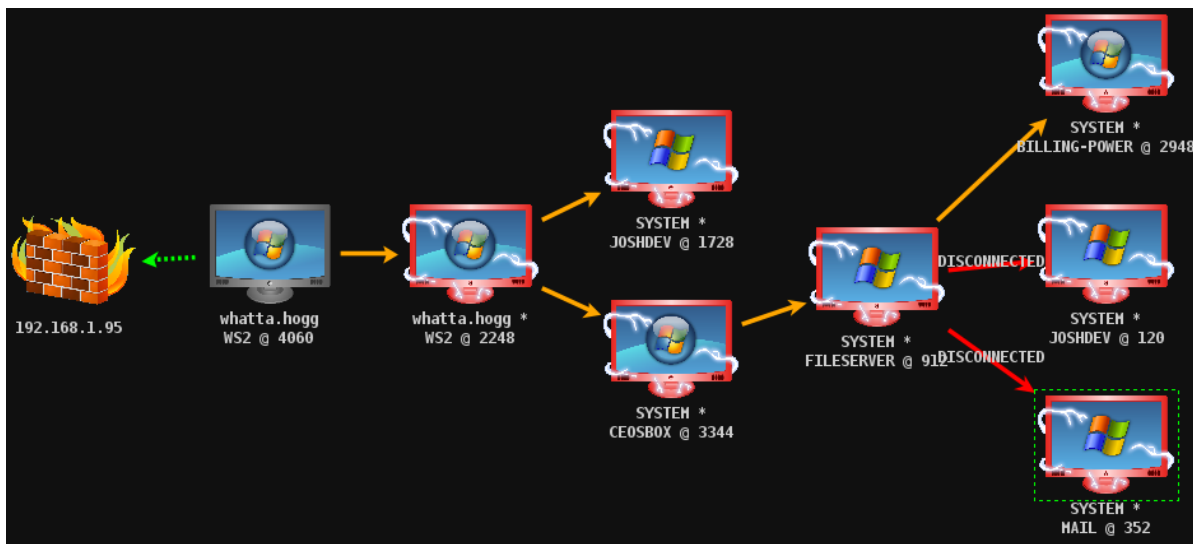 SYSTEM *
BILLING-POWER @ 2948
SYSTEM *
JOSHDEV @ 1728
192.168.1.95
whatta.hogg
WS2 @ 4060
whatta.hogg *
WS2 @ 2248
SYSTEM *
CEOSBOX @ 3344
SYSTEM *
FILESERVER @ 912
DISCONNECTED
SYSTEM *
JOSHDEV @ 120
DISCONNECTED
SYSTEM *
MAIL @ 352